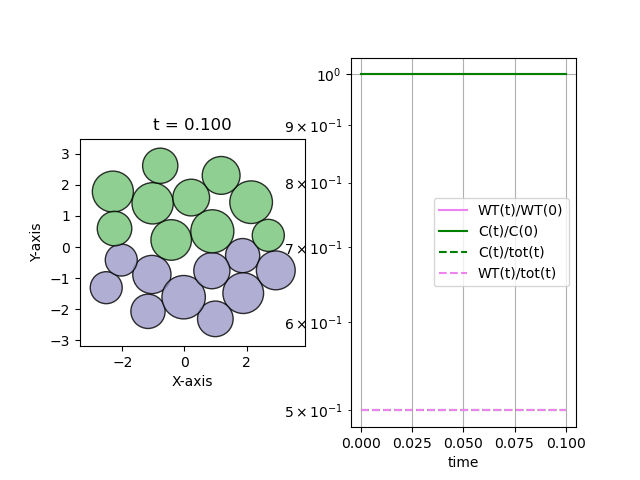 t = 0.100
Y-axis
3
2
1
0
−1
−2
−3
−2
0
2
X-axis
10⁰
9 × 10⁻¹
8 × 10⁻¹
7 × 10⁻¹
6 × 10⁻¹
5 × 10⁻¹
WT(t)/WT(0)
C(t)/C(0)
C(t)/tot(t)
WT(t)/tot(t)
0.000
0.025
0.050
0.075
0.100
time